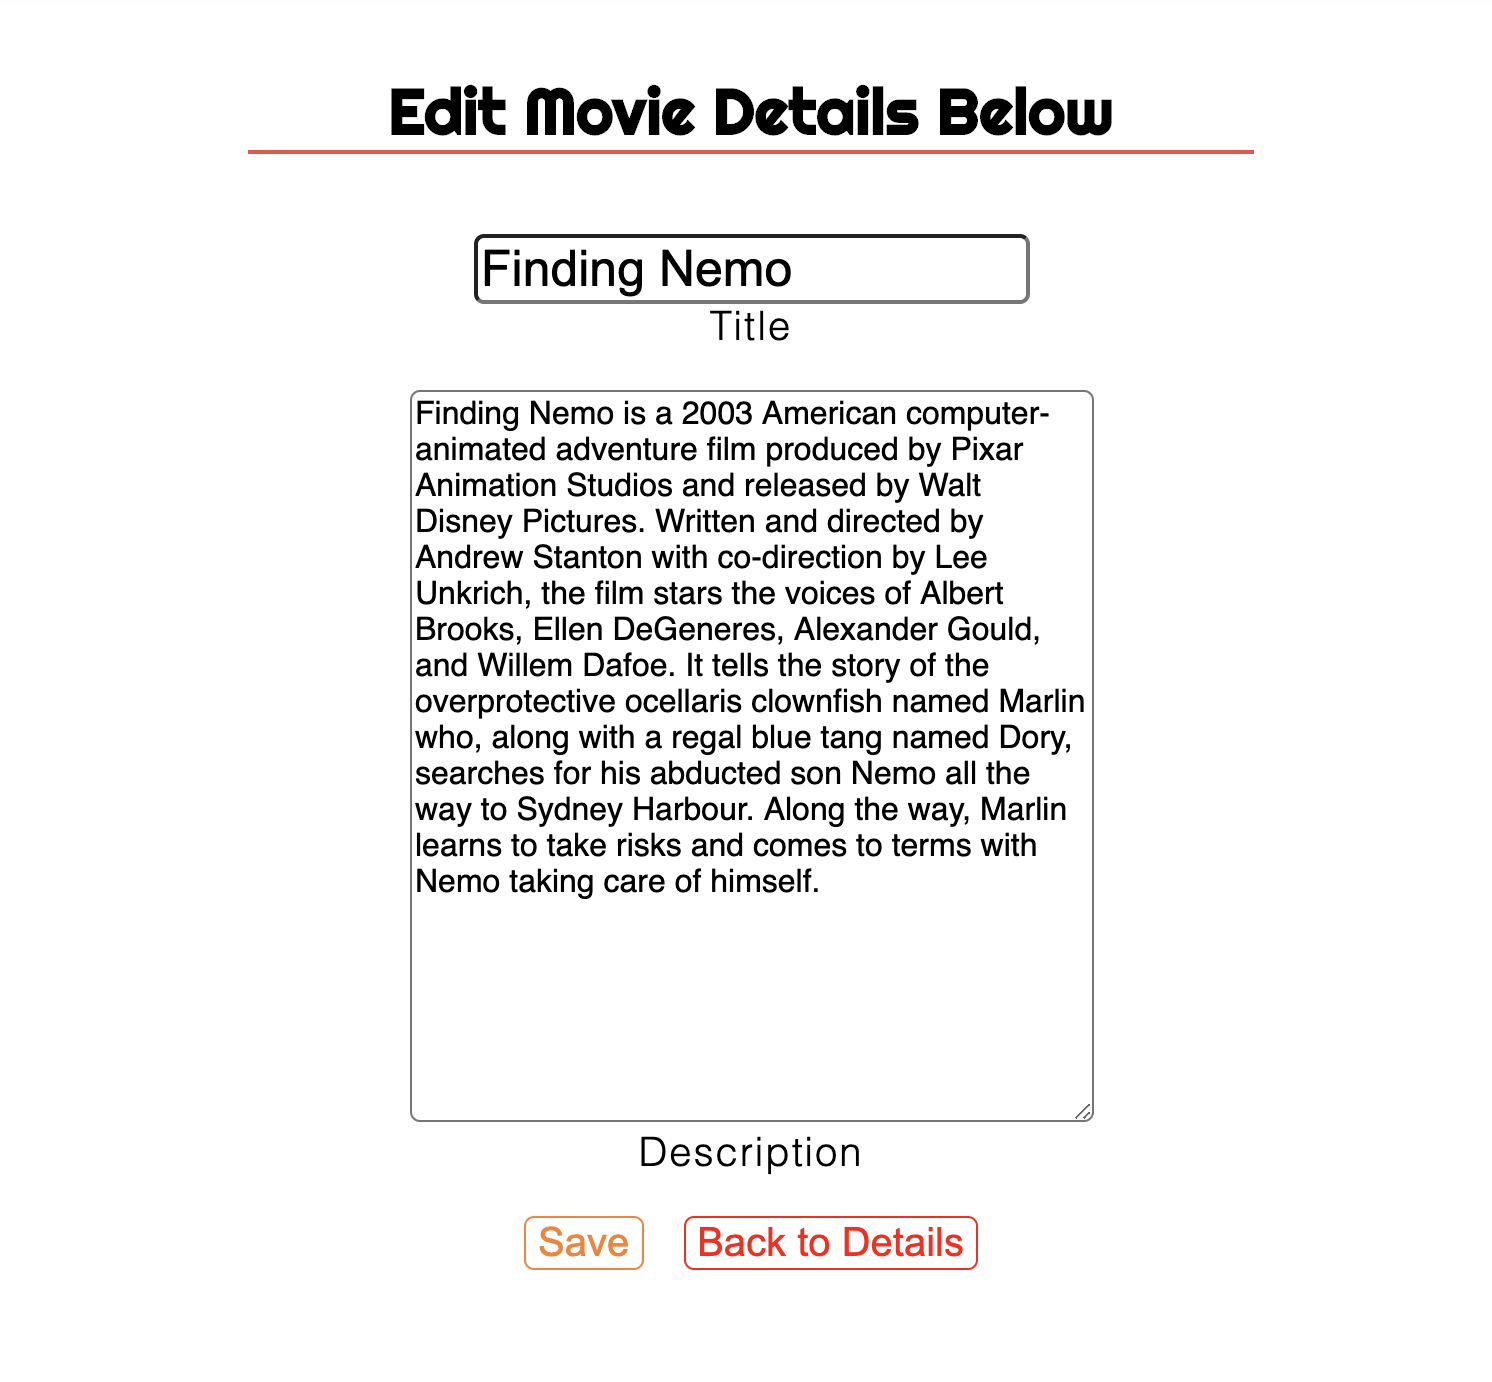 Edit Movie Details Below
Finding Nemo
Title
Finding Nemo is a 2003 American computer-
animated adventure film produced by Pixar
Animation Studios and released by Walt
Disney Pictures. Written and directed by
Andrew Stanton with co-direction by Lee
Unkrich, the film stars the voices of Albert
Brooks, Ellen DeGeneres, Alexander Gould,
and Willem Dafoe. It tells the story of the
overprotective ocellaris clownfish named Marlin
who, along with a regal blue tang named Dory,
searches for his abducted son Nemo all the
way to Sydney Harbour. Along the way, Marlin
learns to take risks and comes to terms with
Nemo taking care of himself.
Description
Save
Back to Details